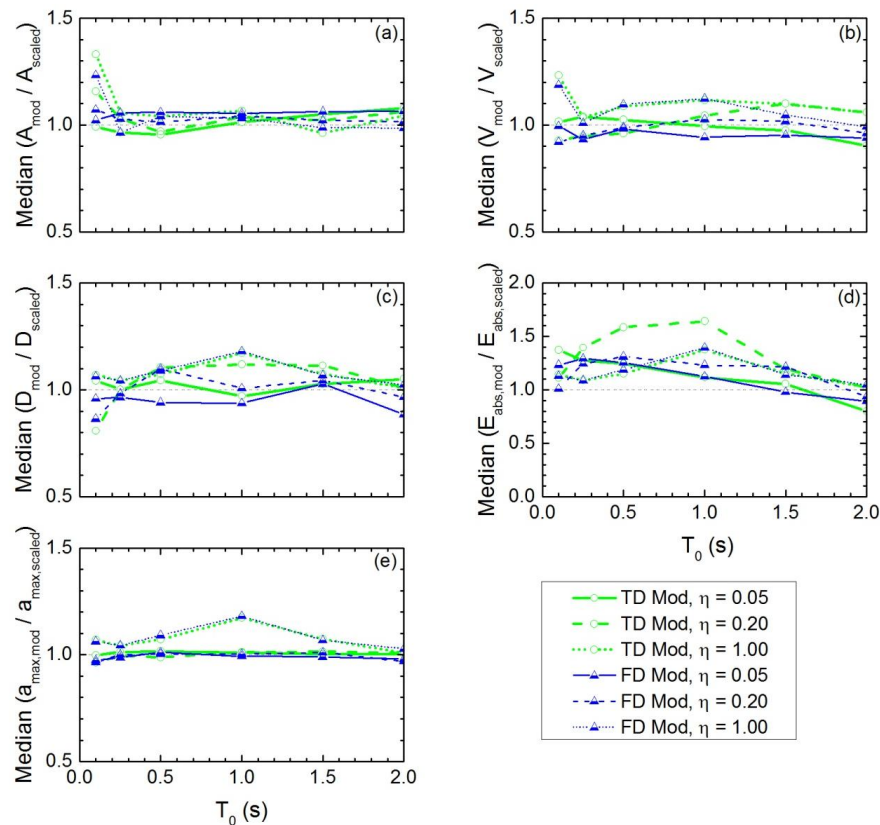 (a)
Median (A_mod / A_scaled)
1.5
1.0
0.5
(b)
Median (V_mod / V_scaled)
1.5
1.0
0.5
(c)
Median (D_mod / D_scaled)
1.5
1.0
0.5
(d)
Median (E_abs,mod / E_abs,scaled)
2.0
1.5
1.0
0.5
0.0
0.0 0.5 1.0 1.5 2.0
T_0 (s)
(e)
Median (a_max,mod / a_max,scaled)
1.5
1.0
0.5
0.0 0.5 1.0 1.5 2.0
T_0 (s)
TD Mod, η = 0.05
TD Mod, η = 0.20
TD Mod, η = 1.00
FD Mod, η = 0.05
FD Mod, η = 0.20
FD Mod, η = 1.00